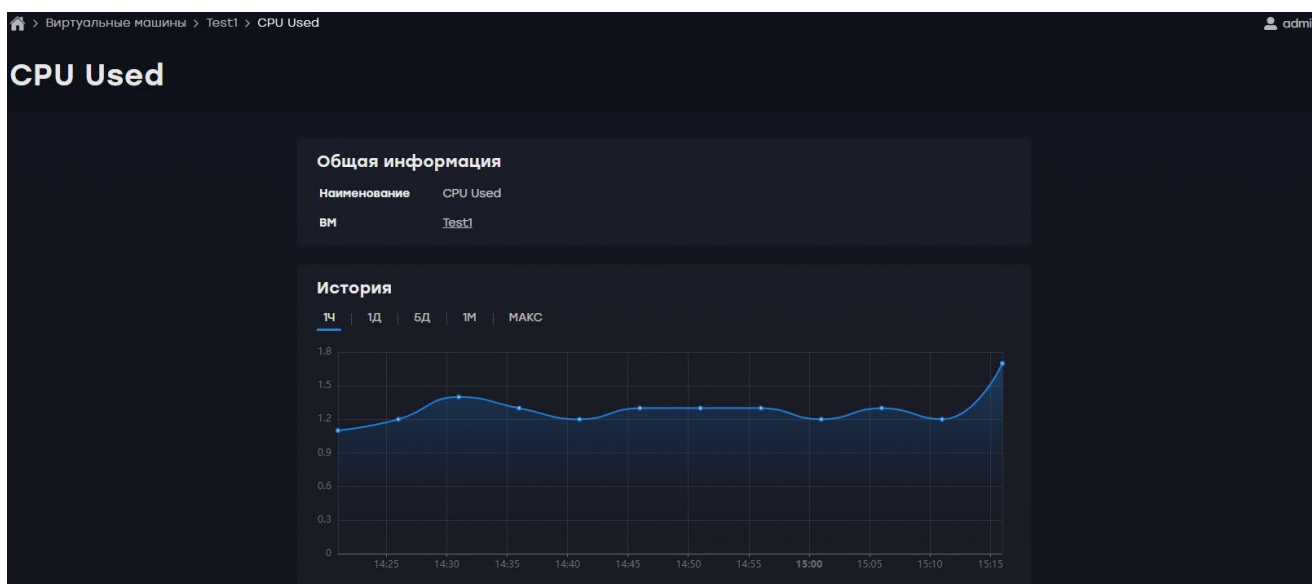 > Виртуальные машины > Test1 > CPU Used
admi
CPU Used
Общая информация
Наименование CPU Used
ВМ Test1
История
1Ч | 1Д | 5Д | 1М | МАКС
1.8
1.5
1.2
0.9
0.6
0.3
0
14:25 14:30 14:35 14:40 14:45 14:50 14:55 15:00 15:05 15:10 15:15